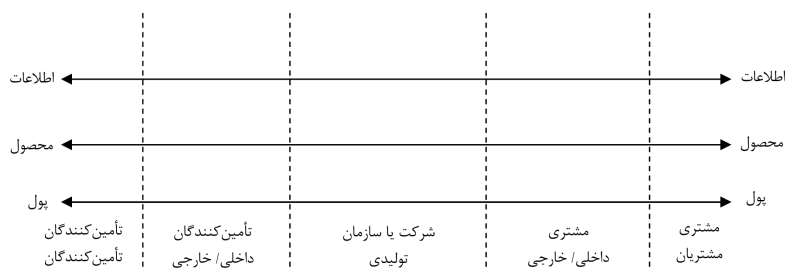 اطلاعات
اطلاعات
محصول
محصول
پول
پول
مشتری
مشتریان
مشتری
داخلی/ خارجی
شرکت یا سازمان
تولیدی
تأمین‌کنندگان
داخلی/ خارجی
تأمین‌کنندگان
تأمین‌کنندگان